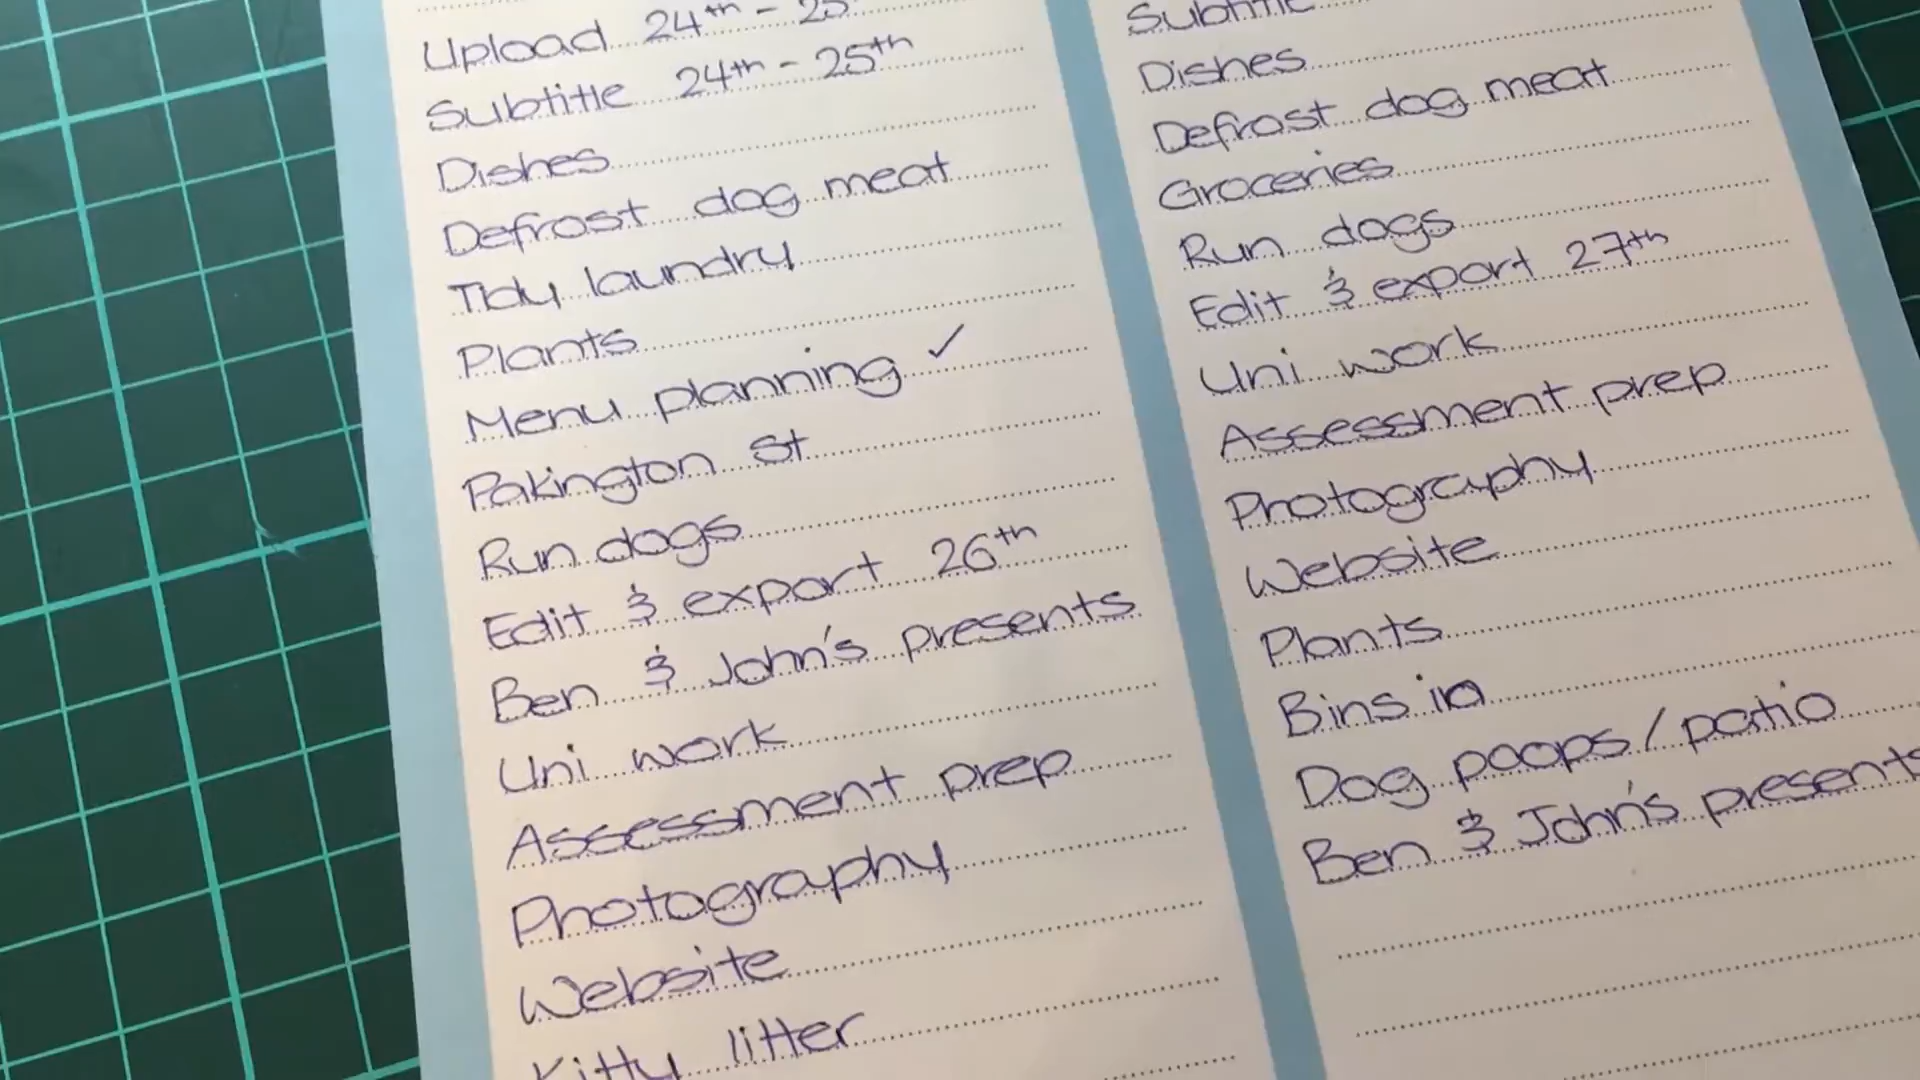 Upload 24th - 25
Subtitle 24th - 25th
Dishes
Defrost dog meat
Tidy laundry
Plants
Menu planning ✓
Pakington St
Run dogs
Edit & export 26th
Ben & John's presents
Uni work
Assessment prep
Photography
Website
Kitty litter
Subtitle
Dishes
Defrost dog meat
Groceries
Run dogs
Edit & export 27th
Uni work
Assessment prep
Photography
Website
Plants
Bins in
Dog poops / patio
Ben & John's presents